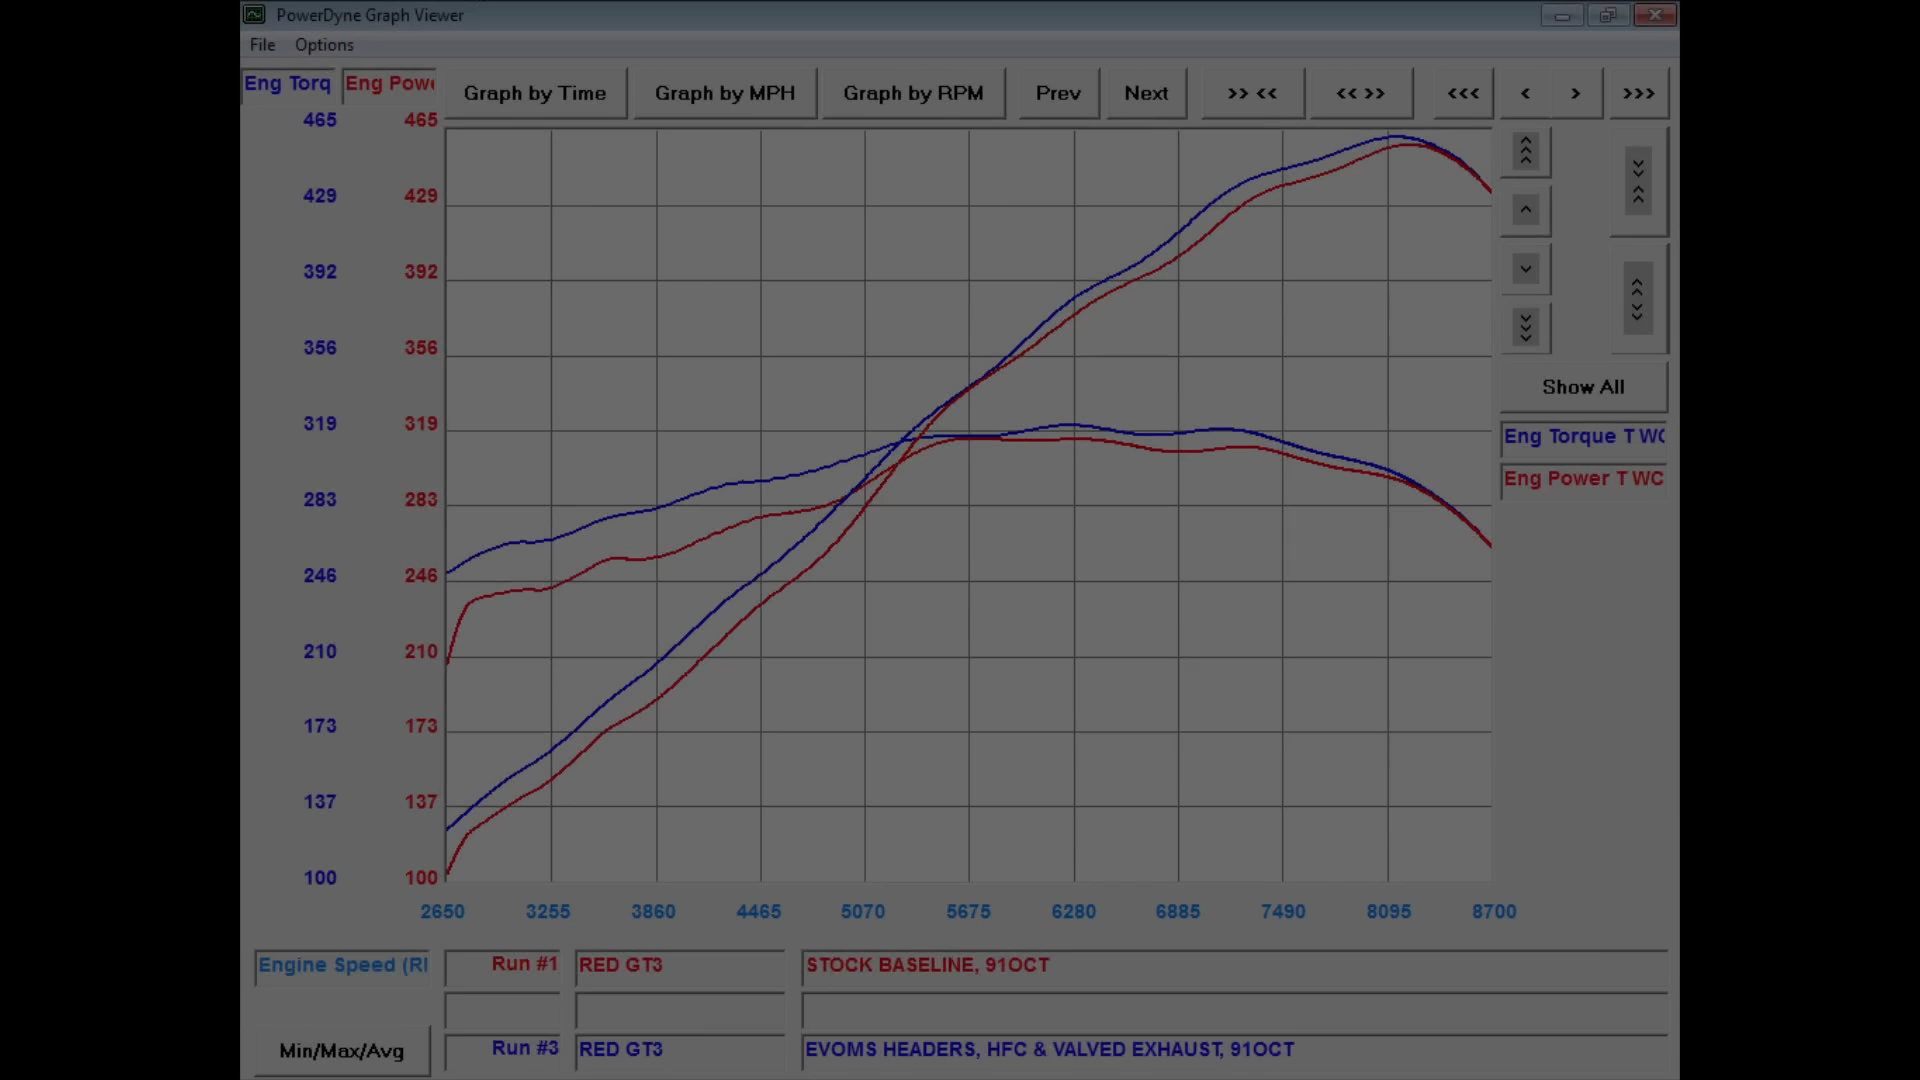 PowerDyne Graph Viewer
File Options
Eng Torq Eng Powe Graph by Time Graph by MPH Graph by RPM Prev Next >> << << >> <<< < > >>>
465 465
429 429
392 392
356 356
Show All
319 319
Eng Torque T WC
Eng Power T WC
283 283
246 246
210 210
173 173
137 137
100 100
2650 3255 3860 4465 5070 5675 6280 6885 7490 8095 8700
Engine Speed (RI Run #1 RED GT3 STOCK BASELINE, 91OCT
Min/Max/Avg Run #3 RED GT3 EVOMS HEADERS, HFC & VALVED EXHAUST, 91OCT